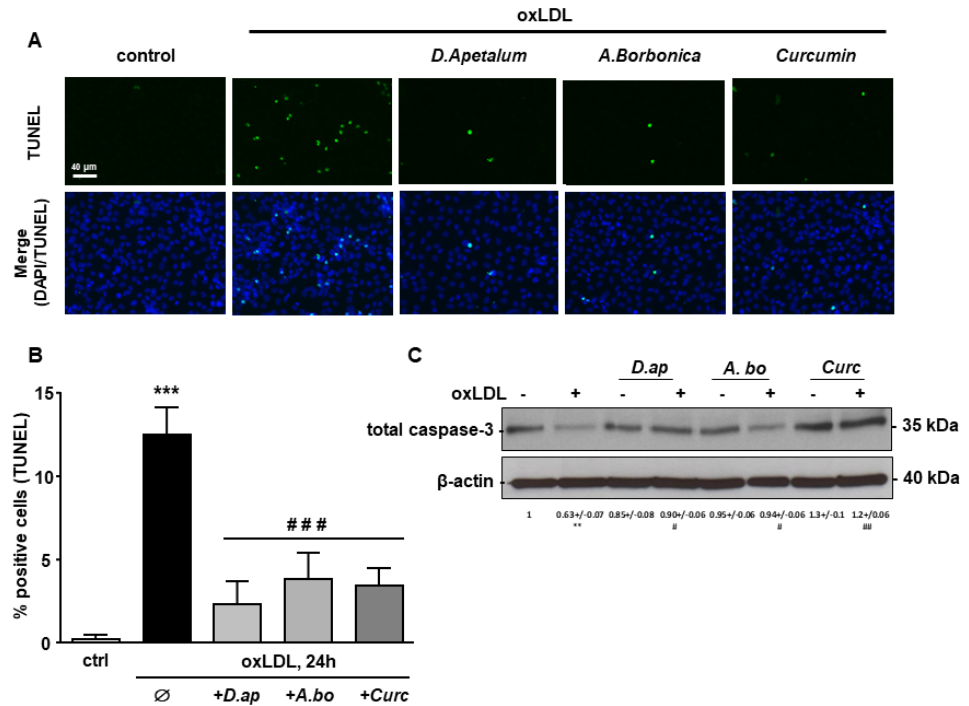 oxLDL
A
control
D.Apetalum
A.Borbonica
Curcumin
TUNEL
40 µm
Merge
(DAPI/TUNEL)
B
% positive cells (TUNEL)
15
10
5
0
***
###
ctrl
oxLDL, 24h
∅
+D.ap
+A.bo
+Curc
C
D.ap
A. bo
Curc
oxLDL
- + - + - + - +
total caspase-3
- 35 kDa
β-actin
- 40 kDa
1 0.63+/-0.07 0.85+/-0.08 0.90+/-0.06 0.95+/-0.06 0.94+/-0.06 1.3+/-0.1 1.2+/0.06
** # # ##